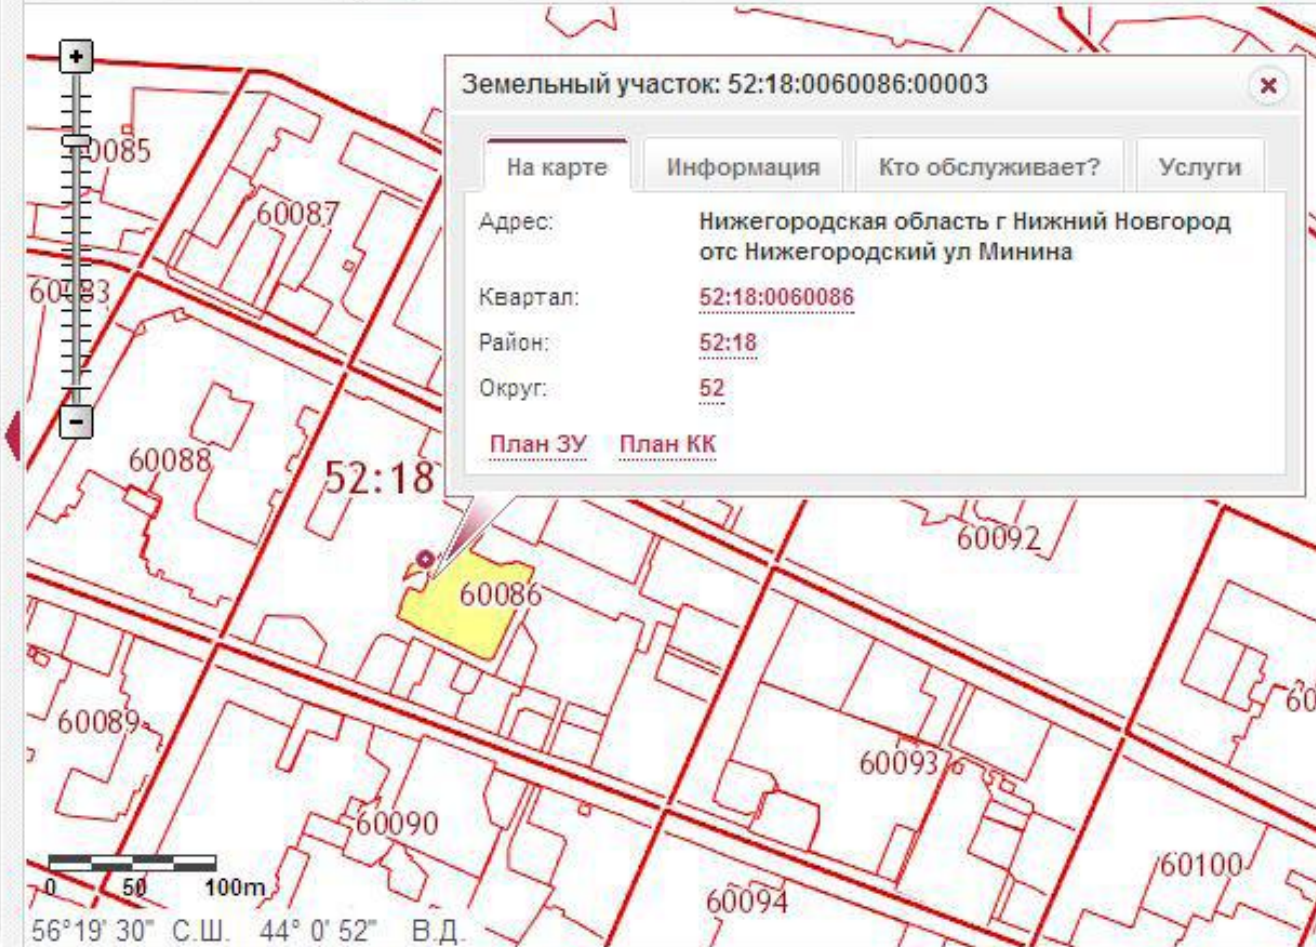 Земельный участок: 52:18:0060086:00003
На карте Информация Кто обслуживает? Услуги
Адрес: Нижегородская область г Нижний Новгород
отс Нижегородский ул Минина
Квартал: 52:18:0060086
Район: 52:18
Округ: 52
План ЗУ План КК
60087
60088
52:18
60086
60092
60089
60093
60090
60100
60094
0 50 100m
56°19' 30" С.Ш. 44° 0' 52" В.Д.